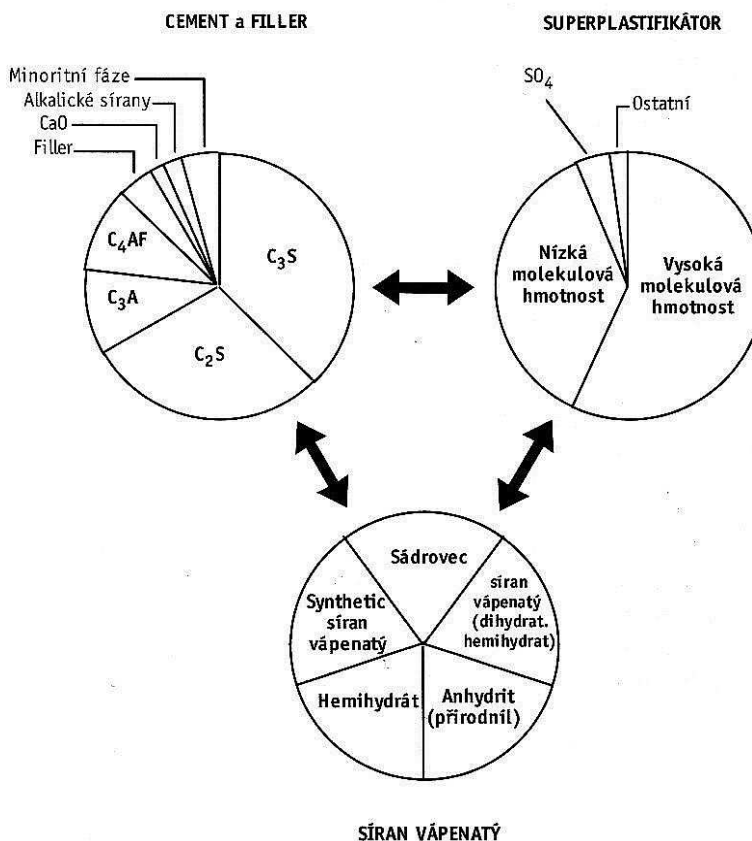 CEMENT a FILLER
SUPERPLASTIFIKÁTOR
Minoritní fáze
Alkalické sírany
CaO
Filler
C₄AF
C₃A
C₂S
C₃S
SO₄
Ostatní
Nízká
molekulová
hmotnost
Vysoká
molekulová
hmotnost
Sádrovec
Synthetic
síran
vápenatý
síran
vápenatý
(dihydrat.
hemihydrat)
Hemihydrát
Anhydrit
(přírodníl)
SÍRAN VÁPENATÝ